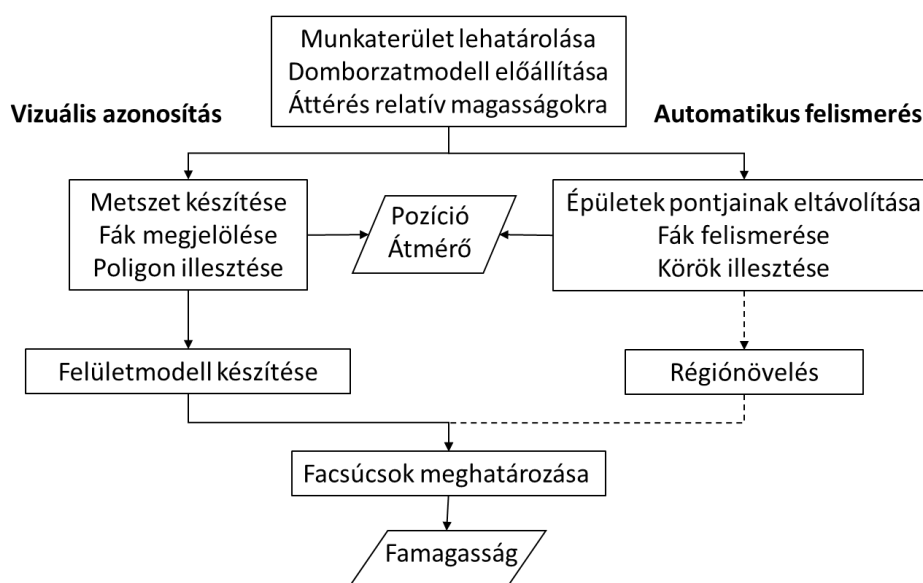 Munkaterület lehatárolása
Domborzatmodell előállítása
Áttérés relatív magasságokra
Vizuális azonosítás
Automatikus felismerés
Metszet készítése
Fák megjelölése
Poligon illesztése
Pozíció
Átmérő
Épületek pontjainak eltávolítása
Fák felismerése
Körök illesztése
Felületmodell készítése
Régiónövelés
Facsúcsok meghatározása
Famagasság